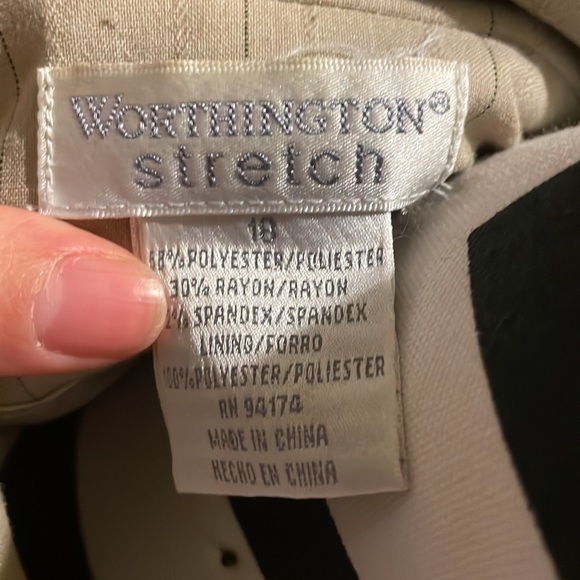 WORTHINGTON®
stretch
68%POLYESTER/POLIESTER
30% RAYON/RAYON
% SPANDEX/SPANDEX
LINING/FORRO
100%POLYESTER/POLIESTER
RN 94174
MADE IN CHINA
HECHO EN CHINA